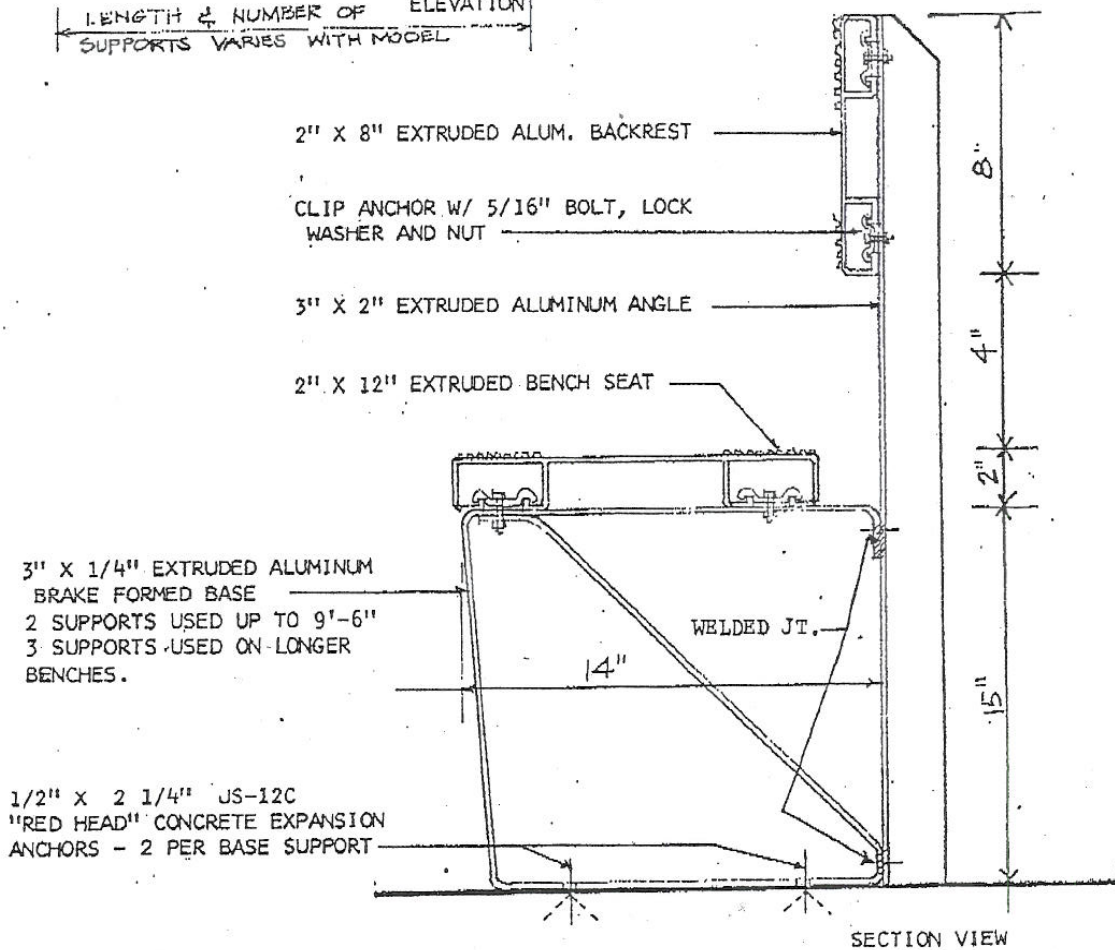 LENGTH & NUMBER OF
SUPPORTS VARIES WITH MODEL
ELEVATION
2" X 8" EXTRUDED ALUM. BACKREST
CLIP ANCHOR W/ 5/16" BOLT, LOCK
WASHER AND NUT
3" X 2" EXTRUDED ALUMINUM ANGLE
2" X 12" EXTRUDED BENCH SEAT
8"
4"
2"
15"
3" X 1/4" EXTRUDED ALUMINUM
BRAKE FORMED BASE
2 SUPPORTS USED UP TO 9'-6"
3 SUPPORTS USED ON LONGER
BENCHES.
WELDED JT.
14"
1/2" X 2 1/4" JS-12C
"RED HEAD" CONCRETE EXPANSION
ANCHORS - 2 PER BASE SUPPORT
SECTION VIEW